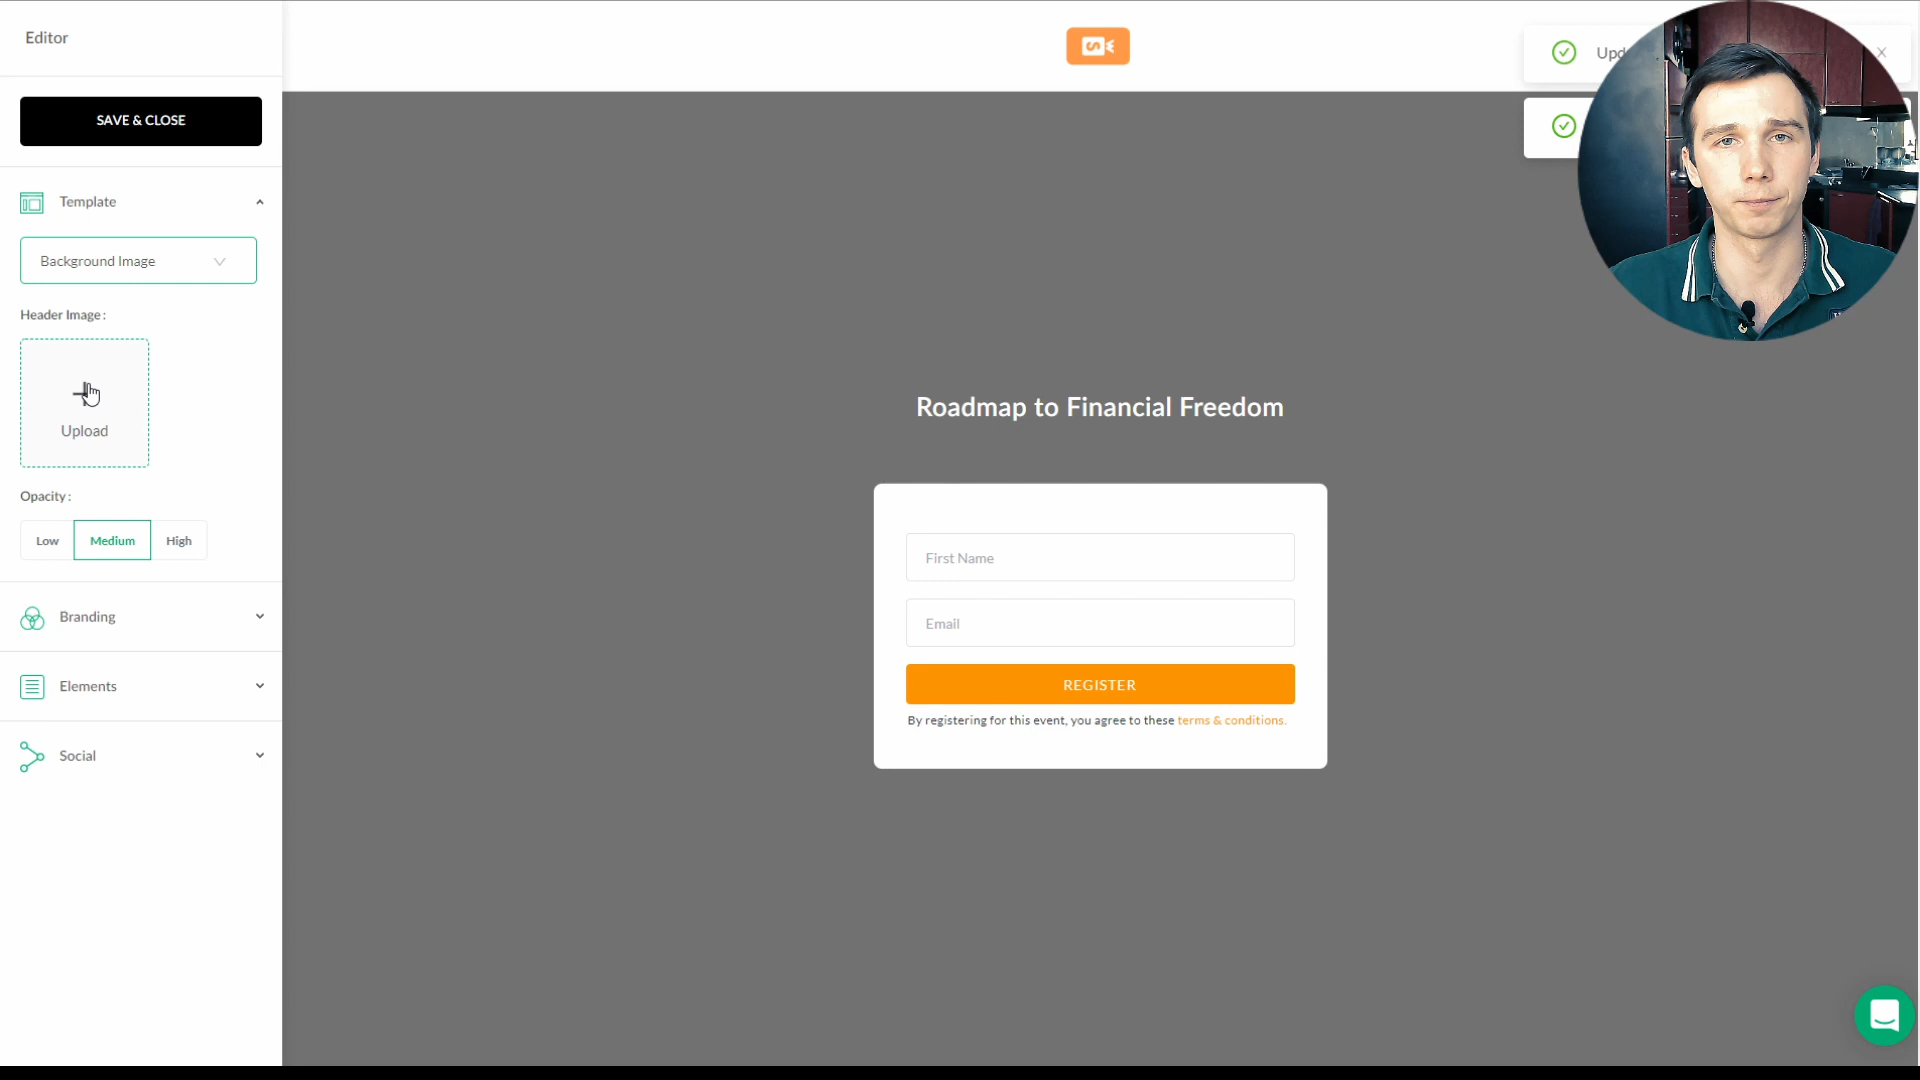 Editor
SAVE & CLOSE
Template
Background Image
Header Image :
Upload
Opacity :
Low
Medium
High
Branding
Elements
Social
Roadmap to Financial Freedom
First Name
Email
REGISTER
By registering for this event, you agree to these terms & conditions.